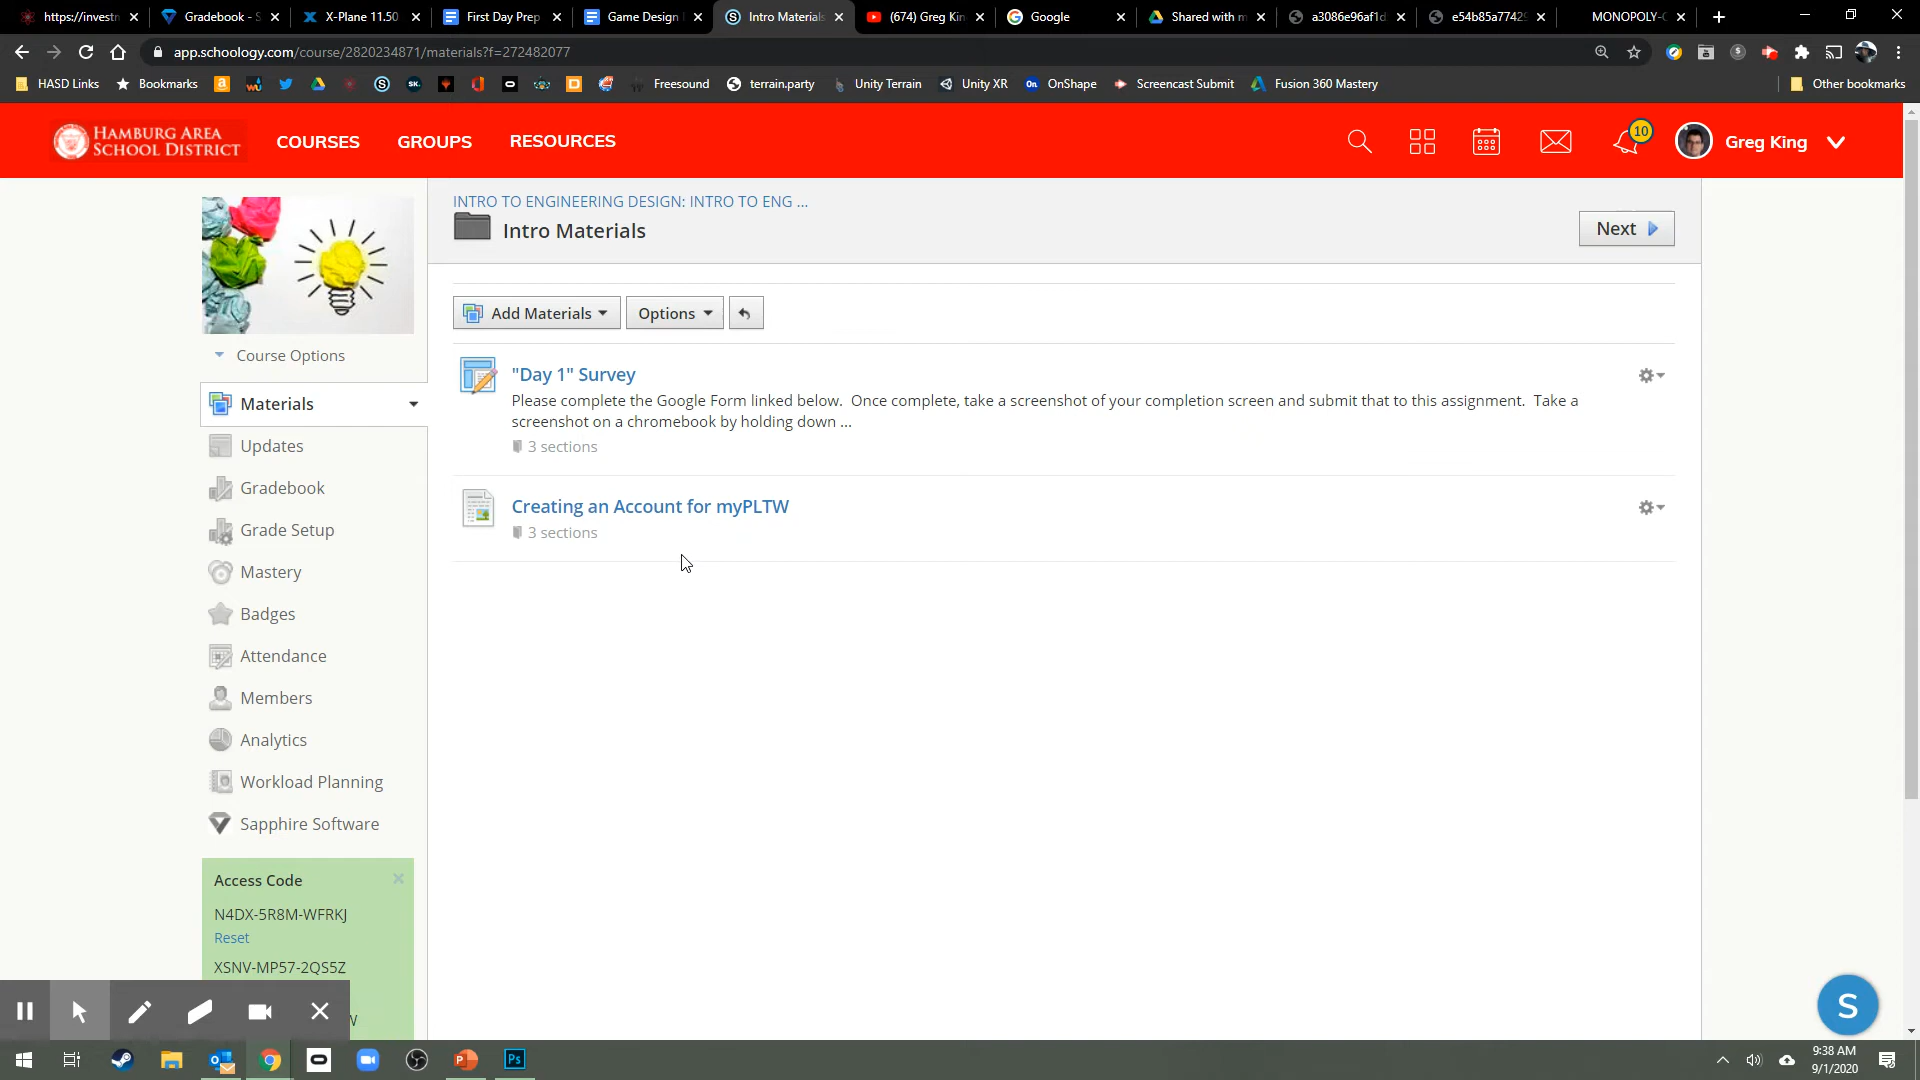 https://investm
Gradebook - S
X-Plane 11.50
First Day Prep
Game Design
Intro Materials
(674) Greg Kin
Google
Shared with m
a3086e96af1d
e54b85a77429
MONOPOLY-C
app.schoology.com/course/2820234871/materials?f=272482077
HASD Links
Bookmarks
Freesound
terrain.party
Unity Terrain
Unity XR
OnShape
Screencast Submit
Fusion 360 Mastery
Other bookmarks
HAMBURG AREA
SCHOOL DISTRICT
COURSES
GROUPS
RESOURCES
10
Greg King
INTRO TO ENGINEERING DESIGN: INTRO TO ENG ...
Intro Materials
Next
Add Materials
Options
Course Options
Materials
Updates
Gradebook
Grade Setup
Mastery
Badges
Attendance
Members
Analytics
Workload Planning
Sapphire Software
"Day 1" Survey
Please complete the Google Form linked below.  Once complete, take a screenshot of your completion screen and submit that to this assignment.  Take a
screenshot on a chromebook by holding down ...
3 sections
Creating an Account for myPLTW
3 sections
Access Code
N4DX-5R8M-WFRKJ
Reset
XSNV-MP57-2QS5Z
W
S
9:38 AM
9/1/2020